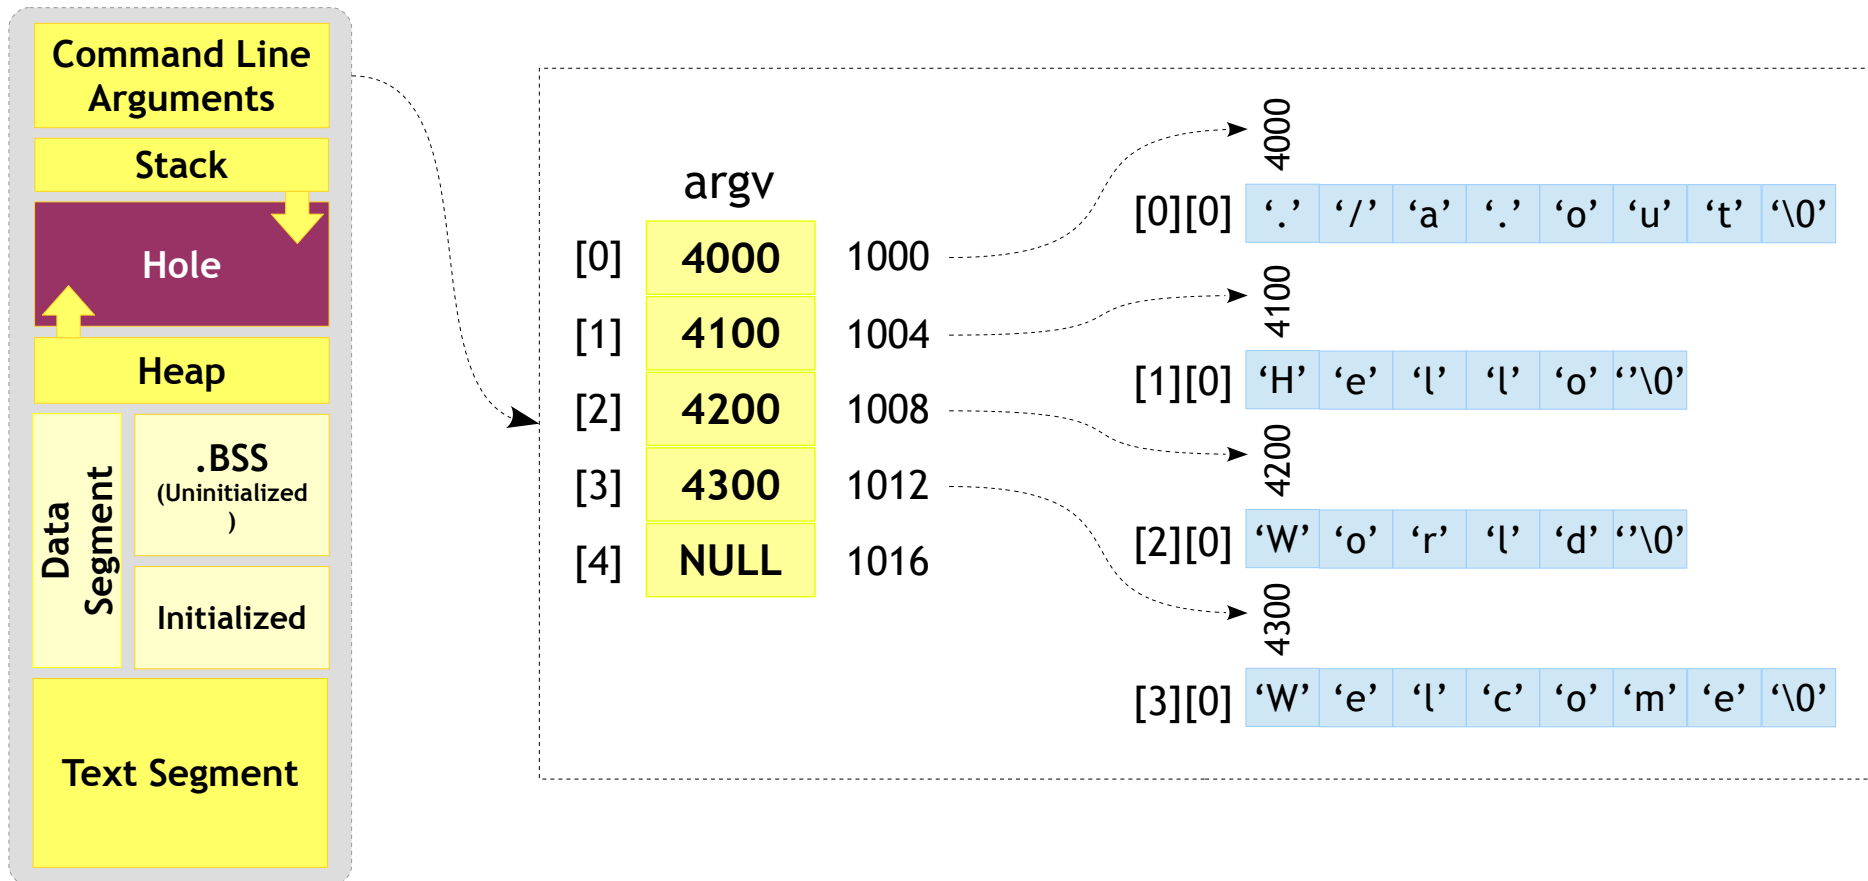 Command Line
Arguments
Stack
Hole
Heap
Data
Segment
.BSS
(Uninitialized
)
Initialized
Text Segment
argv
[0] 4000 1000
[1] 4100 1004
[2] 4200 1008
[3] 4300 1012
[4] NULL 1016
4000
[0][0] ‘.’ ‘/’ ‘a’ ‘.’ ‘o’ ‘u’ ‘t’ ‘\0’
4100
[1][0] ‘H’ ‘e’ ‘l’ ‘l’ ‘o’ ‘’\0’
4200
[2][0] ‘W’ ‘o’ ‘r’ ‘l’ ‘d’ ‘’\0’
4300
[3][0] ‘W’ ‘e’ ‘l’ ‘c’ ‘o’ ‘m’ ‘e’ ‘\0’